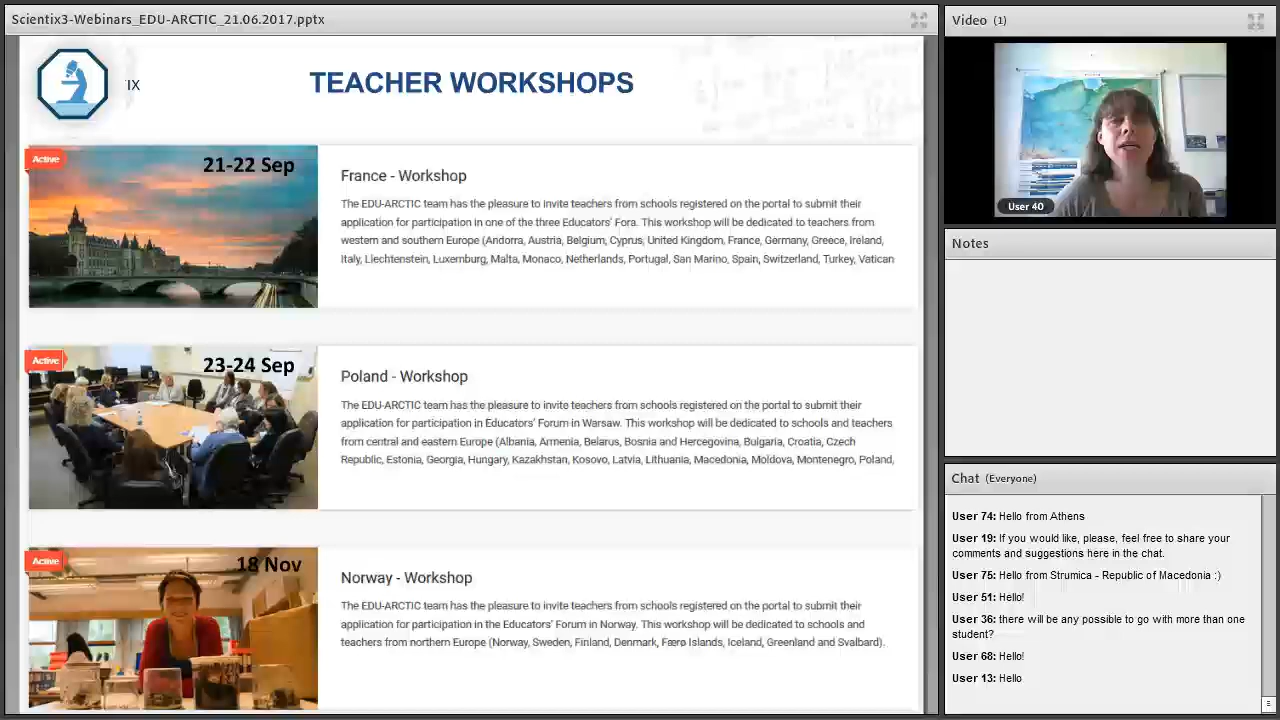 Scientix3-Webinars_EDU-ARCTIC_21.06.2017.pptx
IX
TEACHER WORKSHOPS
Active
21-22 Sep
France - Workshop
The EDU-ARCTIC team has the pleasure to invite teachers from schools registered on the portal to submit their
application for participation in one of the three Educators' Fora. This workshop will be dedicated to teachers from
western and southern Europe (Andorra, Austria, Belgium, Cyprus, United Kingdom, France, Germany, Greece, Ireland,
Italy, Liechtenstein, Luxemburg, Malta, Monaco, Netherlands, Portugal, San Marino, Spain, Switzerland, Turkey, Vatican
Active
23-24 Sep
Poland - Workshop
The EDU-ARCTIC team has the pleasure to invite teachers from schools registered on the portal to submit their
application for participation in Educators' Forum in Warsaw. This workshop will be dedicated to schools and teachers
from central and eastern Europe (Albania, Armenia, Belarus, Bosnia and Hercegovina, Bulgaria, Croatia, Czech
Republic, Estonia, Georgia, Hungary, Kazakhstan, Kosovo, Latvia, Lithuania, Macedonia, Moldova, Montenegro, Poland,
Active
18 Nov
Norway - Workshop
The EDU-ARCTIC team has the pleasure to invite teachers from schools registered on the portal to submit their
application for participation in the Educators' Forum in Norway. This workshop will be dedicated to schools and
teachers from northern Europe (Norway, Sweden, Finland, Denmark, Færø Islands, Iceland, Greenland and Svalbard).
Video (1)
User 40
Notes
Chat (Everyone)
User 74: Hello from Athens
User 19: If you would like, please, feel free to share your
comments and suggestions here in the chat.
User 75: Hello from Strumica - Republic of Macedonia :)
User 51: Hello!
User 36: there will be any possible to go with more than one
student?
User 68: Hello!
User 13: Hello